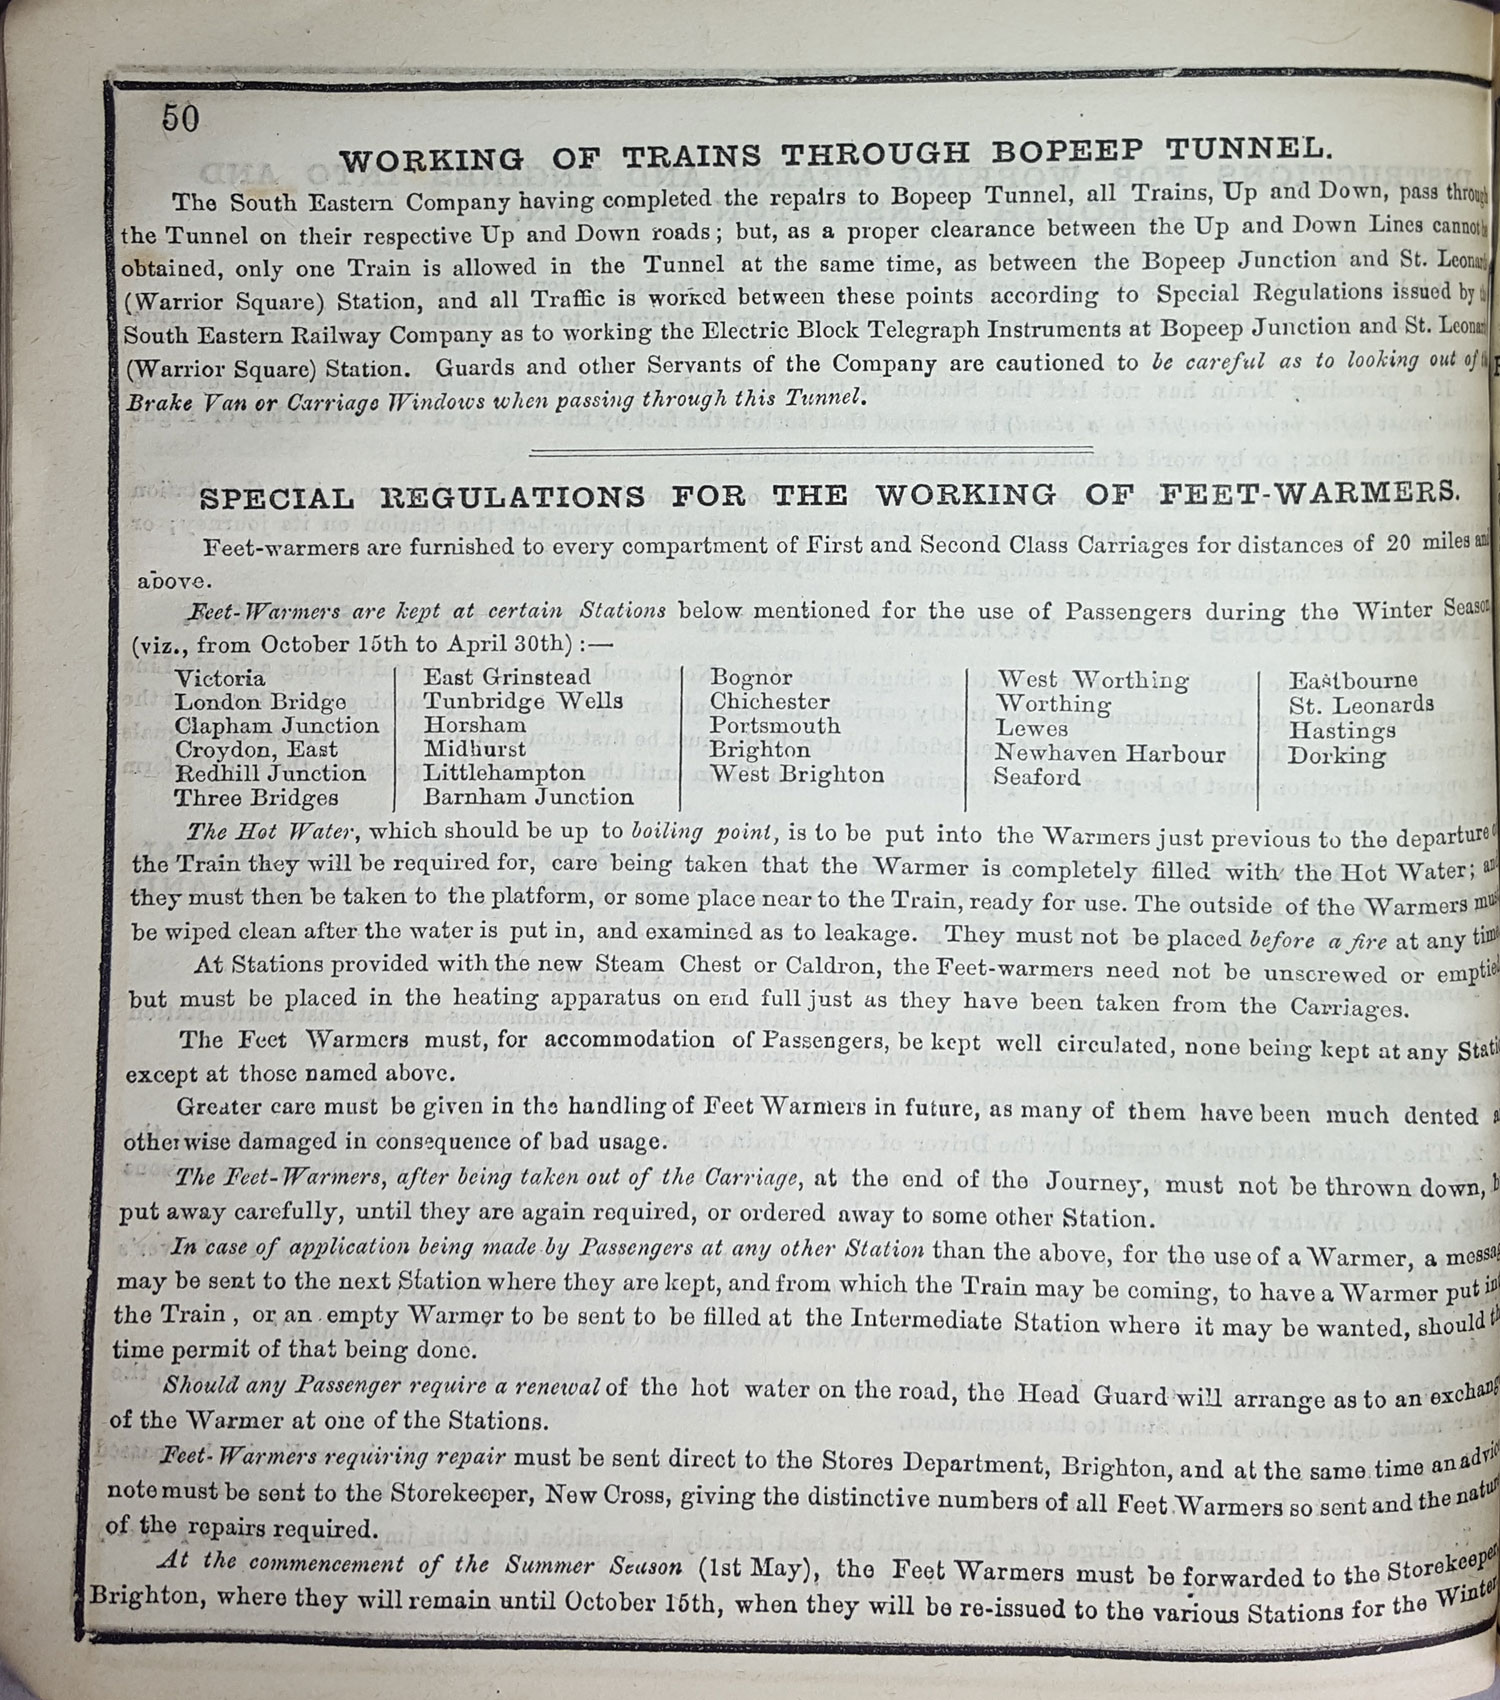 50
WORKING OF TRAINS THROUGH BOPEEP TUNNEL.
The South Eastern Company having completed the repairs to Bopeep Tunnel, all Trains, Up and Down, pass through
the Tunnel on their respective Up and Down roads; but, as a proper clearance between the Up and Down Lines cannot be
obtained, only one Train is allowed in the Tunnel at the same time, as between the Bopeep Junction and St. Leonards
(Warrior Square) Station, and all Traffic is worked between these points according to Special Regulations issued by
South Eastern Railway Company as to working the Electric Block Telegraph Instruments at Bopeep Junction and St. Leonar
(Warrior Square) Station. Guards and other Servants of the Company are cautioned to be careful as to looking out of
Brake Van or Carriage Windows when passing through this Tunnel.
SPECIAL REGULATIONS FOR THE WORKING OF FEET-WARMERS.
Feet-warmers are furnished to every compartment of First and Second Class Carriages for distances of 20 miles and
above.
Feet-Warmers are kept at certain Stations below mentioned for the use of Passengers during the Winter Season
(viz., from October 15th to April 30th) :—
Victoria
London Bridge
Clapham Junction
Croydon, East
Redhill Junction
Three Bridges
East Grinstead
Tunbridge Wells
Horsham
Midhurst
Littlehampton
Barnham Junction
Bognor
Chichester
Portsmouth
Brighton
West Brighton
West Worthing
Worthing
Lewes
Newhaven Harbour
Seaford
Eastbourne
St. Leonards
Hastings
Dorking
The Hot Water, which should be up to boiling point, is to be put into the Warmers just previous to the departure of
the Train they will be required for, care being taken that the Warmer is completely filled with the Hot Water; and
they must then be taken to the platform, or some place near to the Train, ready for use. The outside of the Warmers must
be wiped clean after the water is put in, and examined as to leakage. They must not be placed before a fire at any time
At Stations provided with the new Steam Chest or Caldron, the Feet-warmers need not be unscrewed or emptied
but must be placed in the heating apparatus on end full just as they have been taken from the Carriages.
The Feet Warmers must, for accommodation of Passengers, be kept well circulated, none being kept at any Stati
except at those named above.
Greater care must be given in the handling of Feet Warmers in future, as many of them have been much dented a
otherwise damaged in consequence of bad usage.
The Feet-Warmers, after being taken out of the Carriage, at the end of the Journey, must not be thrown down, b
put away carefully, until they are again required, or ordered away to some other Station.
In case of application being made by Passengers at any other Station than the above, for the use of a Warmer, a messag
may be sent to the next Station where they are kept, and from which the Train may be coming, to have a Warmer put int
the Train, or an empty Warmer to be sent to be filled at the Intermediate Station where it may be wanted, should th
time permit of that being done.
Should any Passenger require a renewal of the hot water on the road, the Head Guard will arrange as to an exchang
of the Warmer at one of the Stations.
Feet-Warmers requiring repair must be sent direct to the Stores Department, Brighton, and at the same time an advic
note must be sent to the Storekeeper, New Cross, giving the distinctive numbers of all Feet Warmers so sent and the natur
of the repairs required.
At the commencement of the Summer Season (1st May), the Feet Warmers must be forwarded to the Storekeeper,
Brighton, where they will remain until October 15th, when they will be re-issued to the various Stations for the Winter